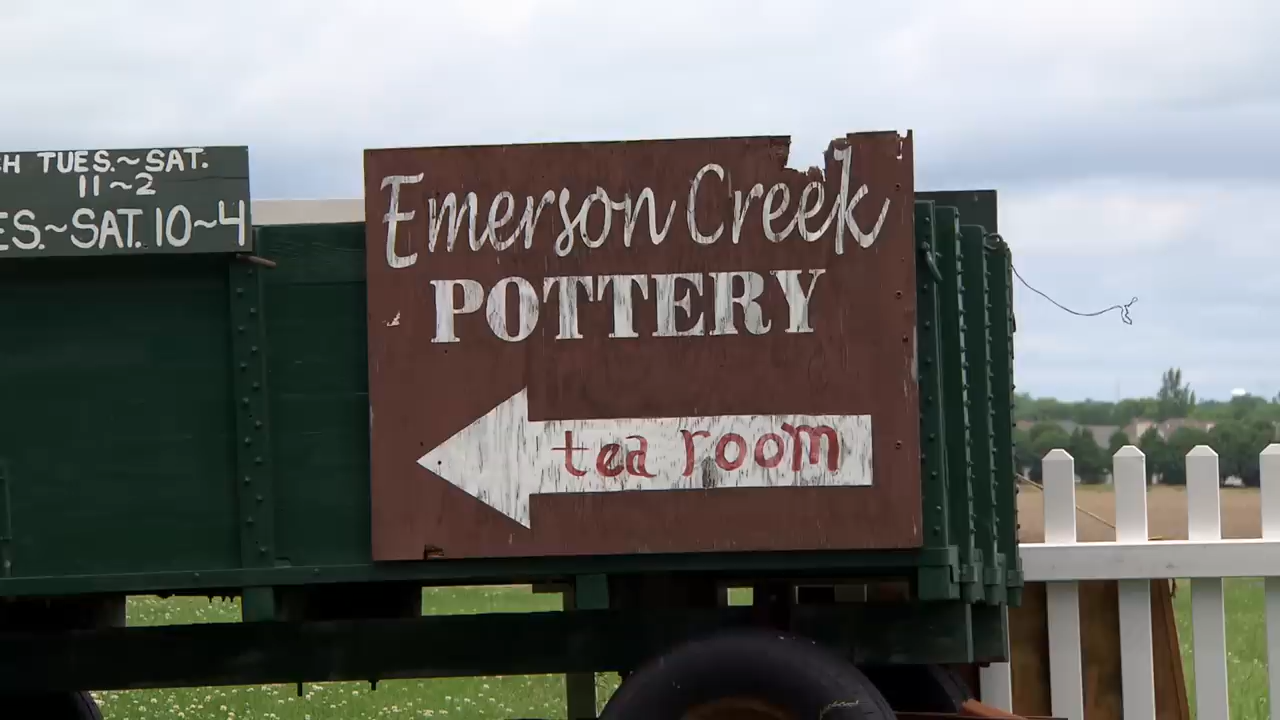 TUES.~SAT.
11~2
SAT. 10~4
Emerson Creek
POTTERY
tea room